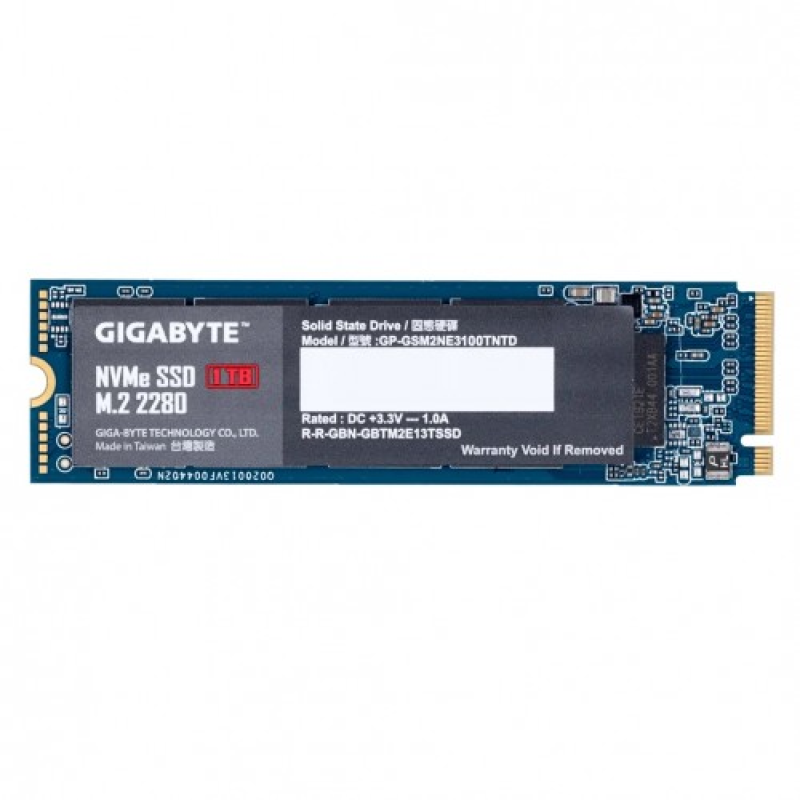 GIGABYTE™
NVMe SSD 1TB
M.2 2280
GIGA-BYTE TECHNOLOGY CO., LTD.
Made in Taiwan 台灣製造
Solid State Drive / 固態硬碟
Model / 型號 :GP-GSM2NE3100TNTD
Rated : DC +3.3V --- 1.0A
R-R-GBN-GBTM2E13TSSD
Warranty Void If Removed
QO20013VF004402N